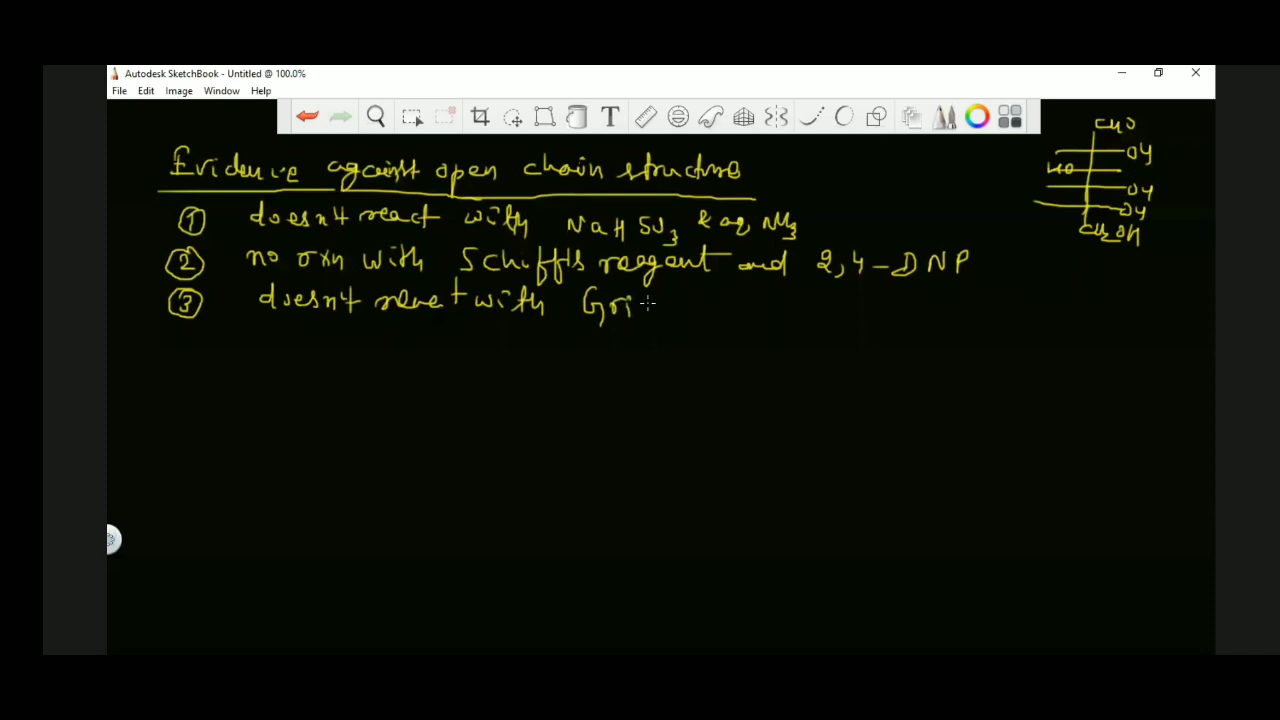 Autodesk SketchBook - Untitled @ 100.0%
File Edit Image Window Help
Evidence against open chain structure
① doesn't react with NaHSO3 & aq NH3
② no rxn with Schiff's reagent and 2,4-DNP
③ doesn't react with Gri
CHO
OH
HO
OH
OH
CH2OH